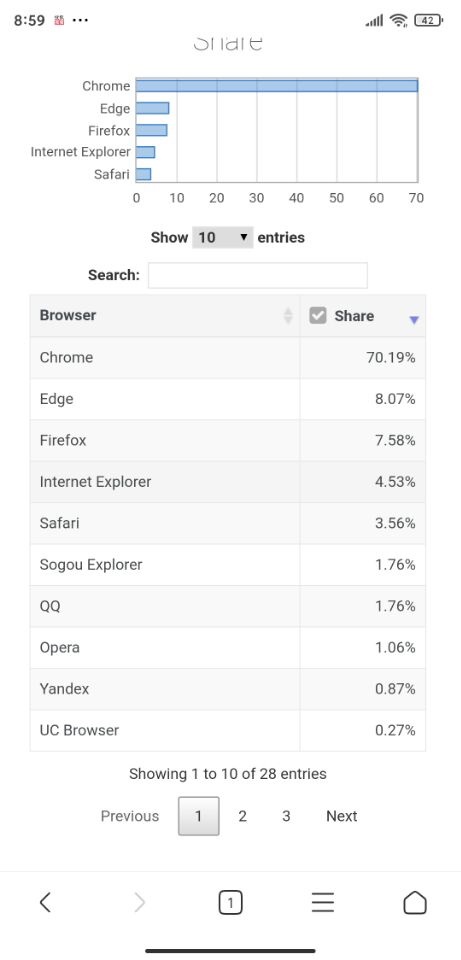 8:59
42
Share
Chrome
Edge
Firefox
Internet Explorer
Safari
0 10 20 30 40 50 60 70
Show 10 entries
Search:
Browser Share
Chrome 70.19%
Edge 8.07%
Firefox 7.58%
Internet Explorer 4.53%
Safari 3.56%
Sogou Explorer 1.76%
QQ 1.76%
Opera 1.06%
Yandex 0.87%
UC Browser 0.27%
Showing 1 to 10 of 28 entries
Previous 1 2 3 Next
1